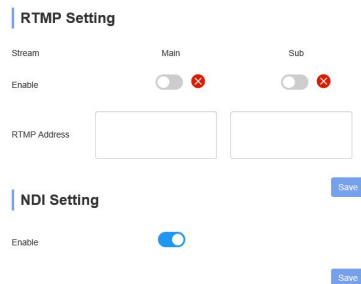 RTMP Setting
Stream Main Sub
Enable
RTMP Address
Save
NDI Setting
Enable
Save